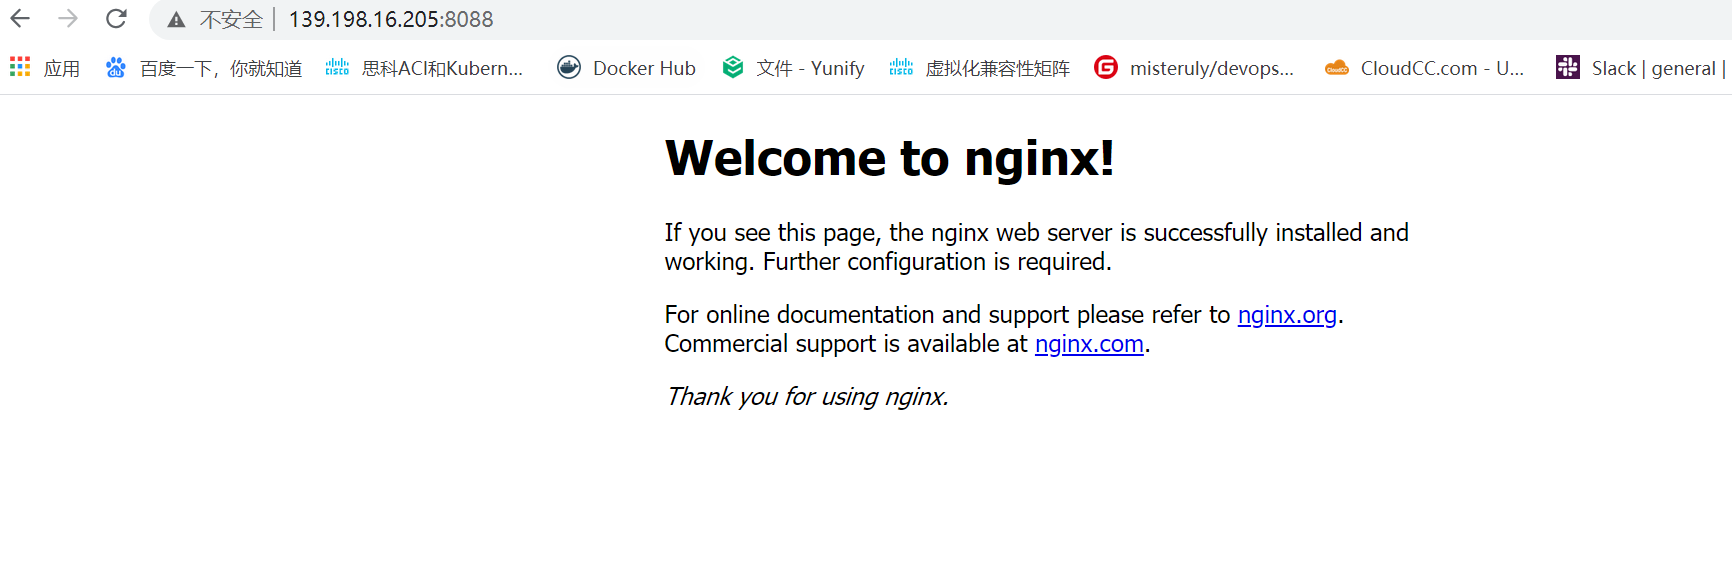 不安全 | 139.198.16.205:8088
应用 百度一下，你就知道 思科ACI和Kubern... Docker Hub 文件 - Yunify 虚拟化兼容性矩阵 misteruly/devops... CloudCC.com - U... Slack | general |
Welcome to nginx!
If you see this page, the nginx web server is successfully installed and
working. Further configuration is required.
For online documentation and support please refer to nginx.org.
Commercial support is available at nginx.com.
Thank you for using nginx.